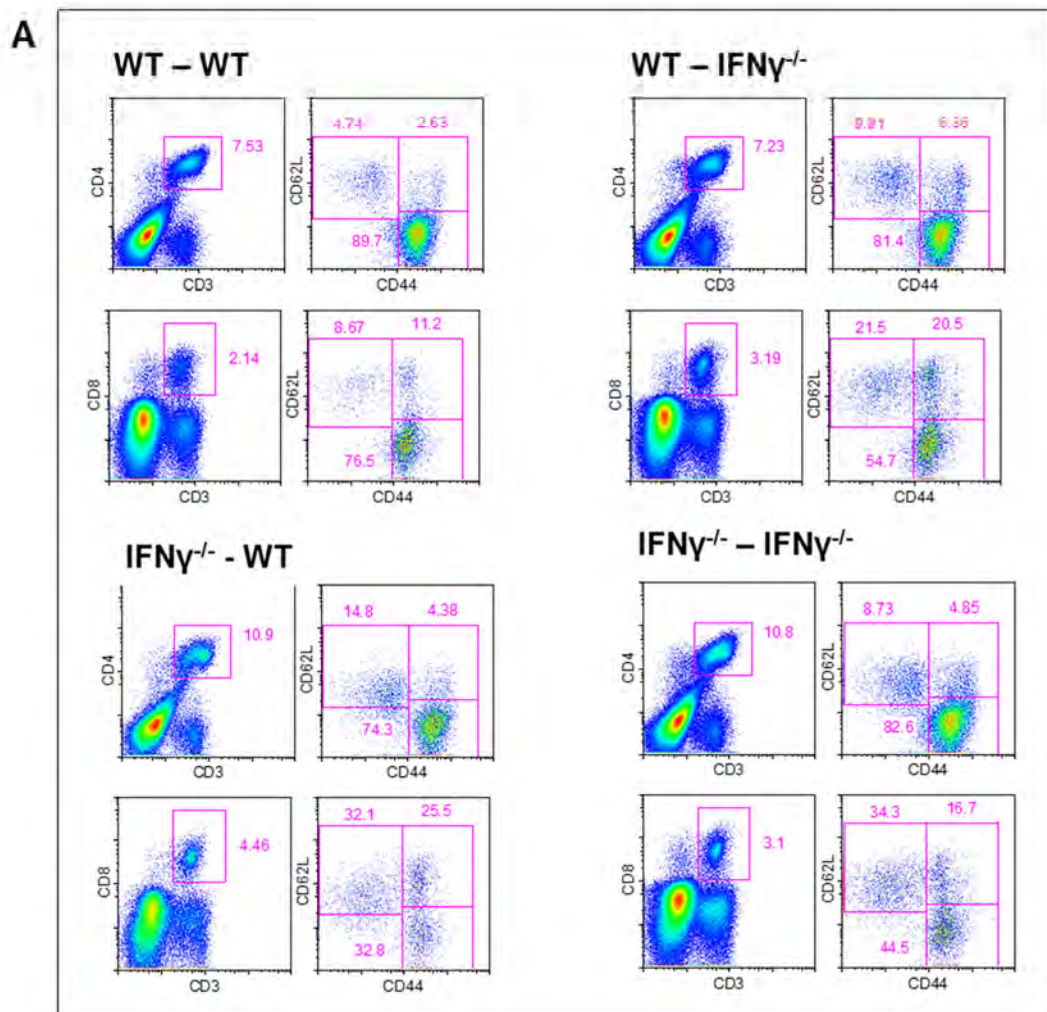 A
WT – WT
4.74 2.63
7.53
CD4
CD62L
89.7
CD3
CD44
8.67 11.2
2.14
CD8
CD62L
76.5
CD3
CD44
WT – IFNγ-/-
6.36
7.23
CD4
CD62L
81.4
CD3
CD44
21.5 20.5
3.19
CD8
CD62L
54.7
CD3
CD44
IFNγ-/- - WT
14.8 4.38
10.9
CD4
CD62L
74.3
CD3
CD44
32.1 25.5
4.46
CD8
CD62L
32.8
CD3
CD44
IFNγ-/- – IFNγ-/-
8.73 4.85
10.8
CD4
CD62L
82.6
CD3
CD44
34.3 16.7
3.1
CD8
CD62L
44.5
CD3
CD44